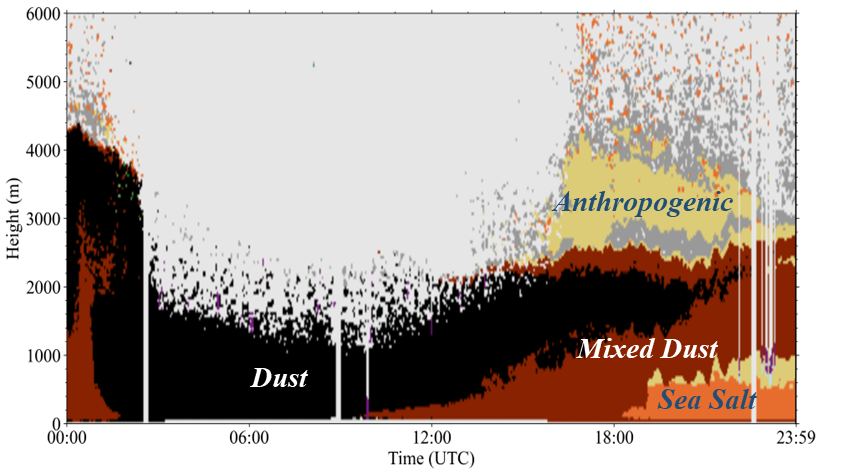 6000
5000
4000
3000
2000
1000
0
Height (m)
Anthropogenic
Mixed Dust
Dust
Sea Salt
00:00 06:00 12:00 18:00 23:59
Time (UTC)